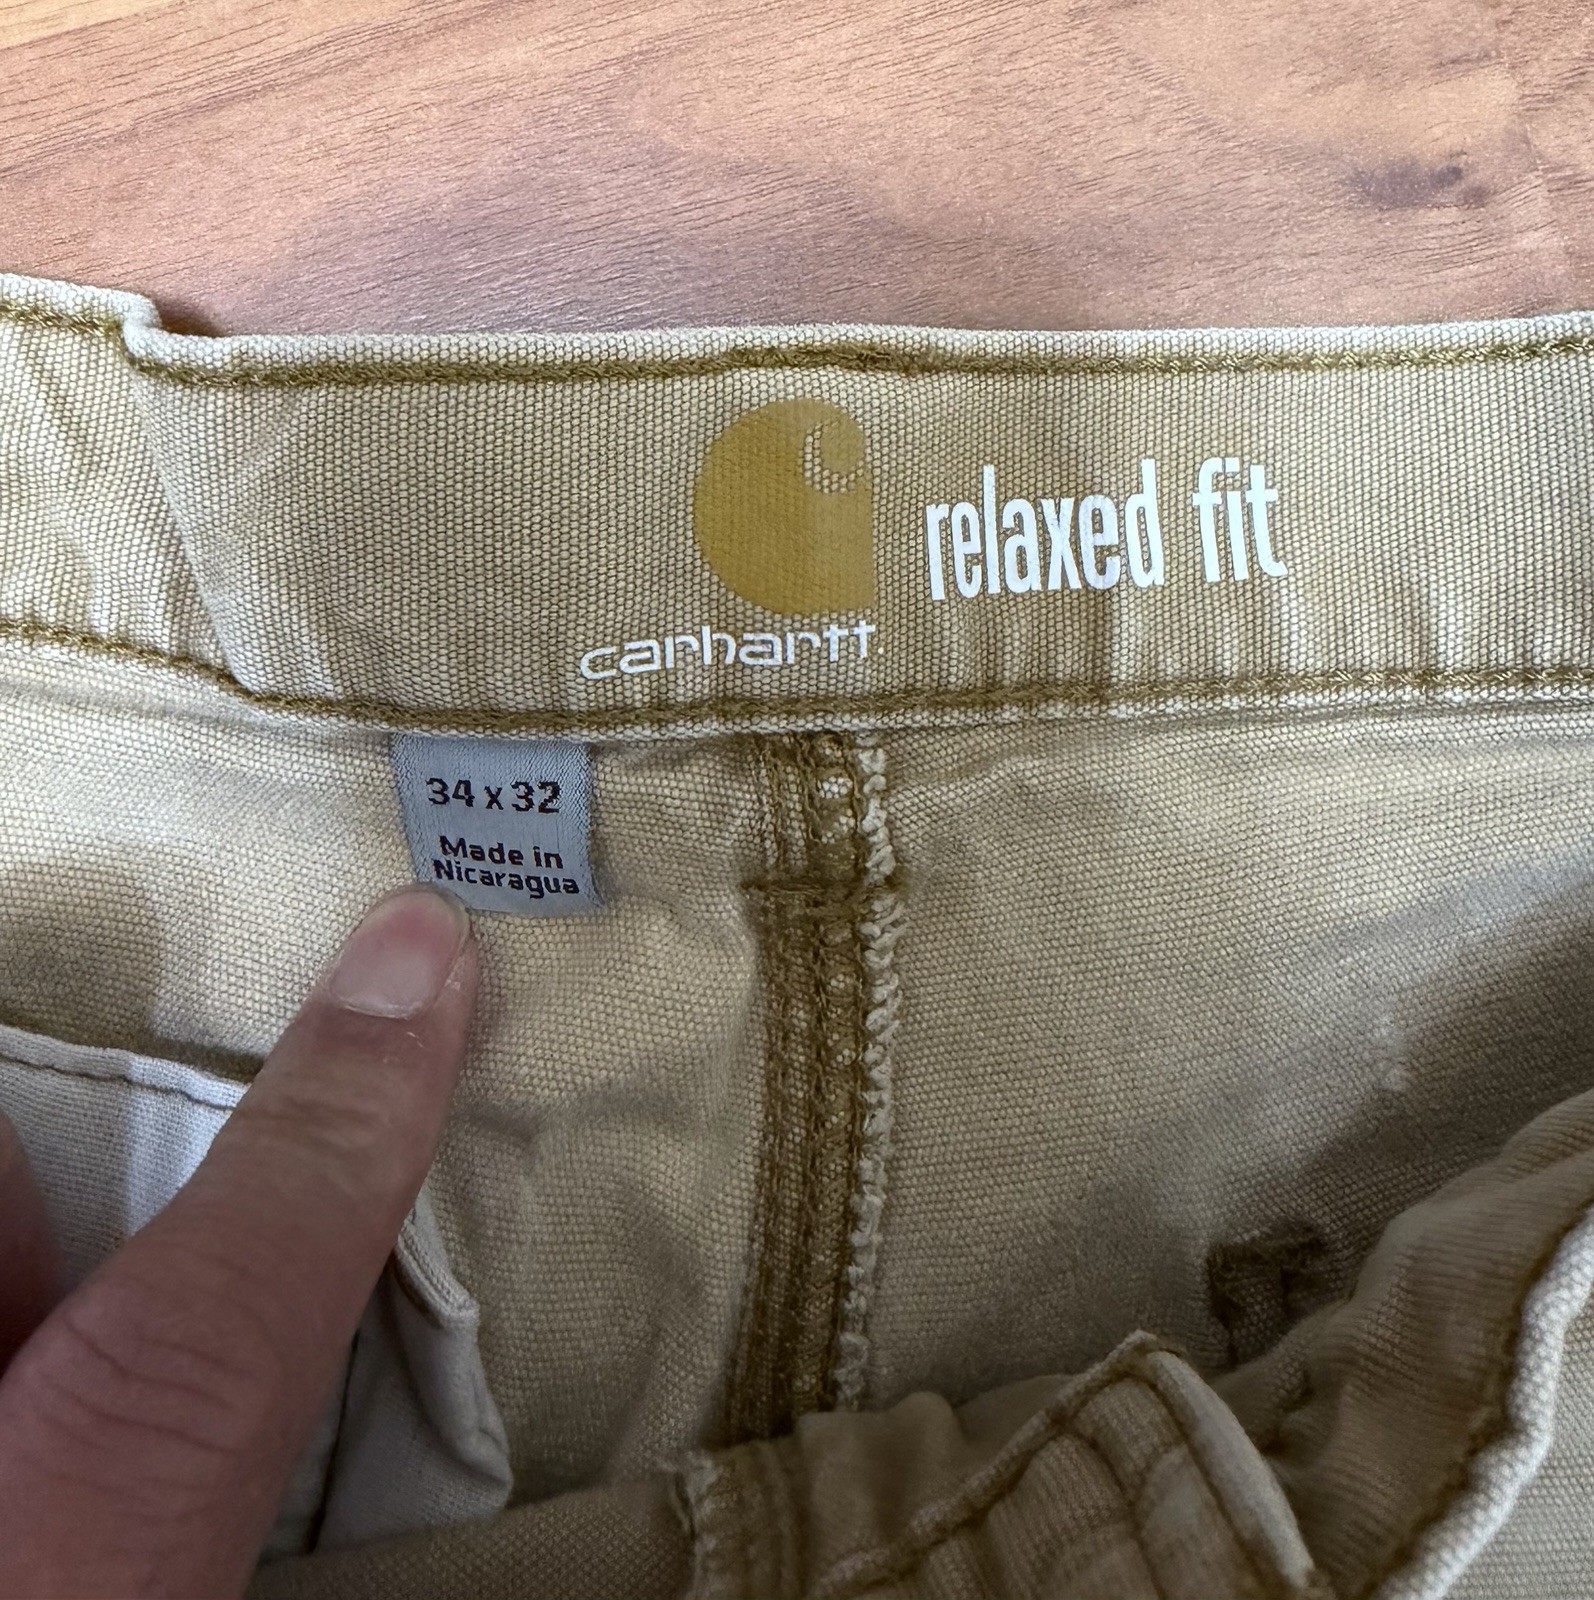 relaxed fit
carhartt
34 x 32
Made in
Nicaragua